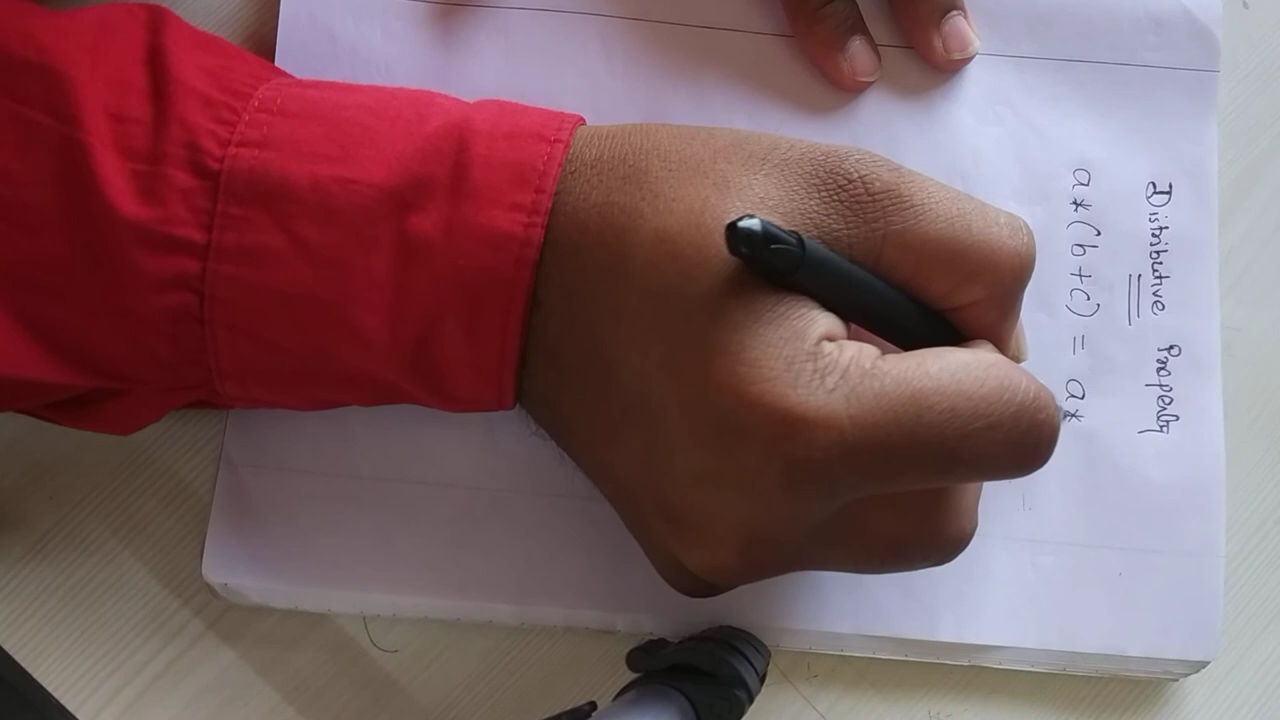 Distributive Property
a*(b+c) = a*